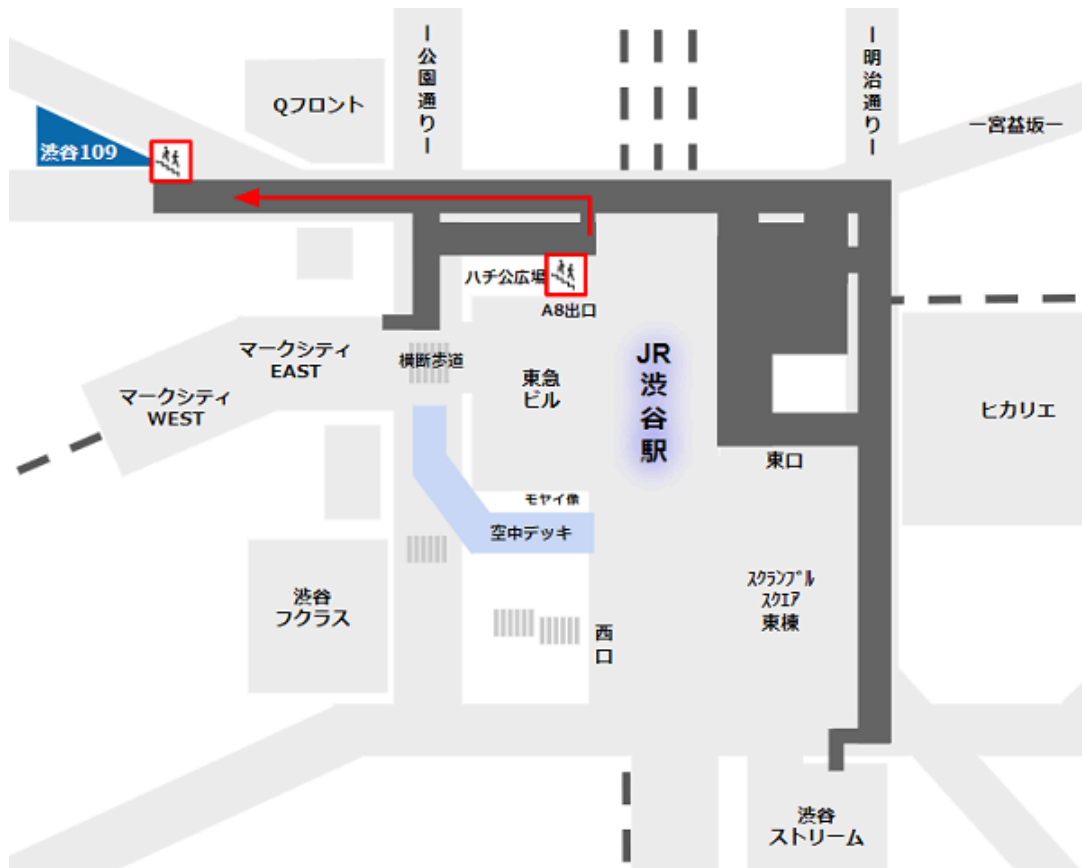 ー公園通りー
ー明治通りー
Qフロント
ー宮益坂ー
渋谷109
ハチ公広場
A8出口
マークシティ
EAST
横断歩道
JR渋谷駅
東急
ビル
マークシティ
WEST
ヒカリエ
東口
モヤイ像
空中デッキ
渋谷
フクラス
スクランブル
スクエア
東棟
西口
渋谷
ストリーム